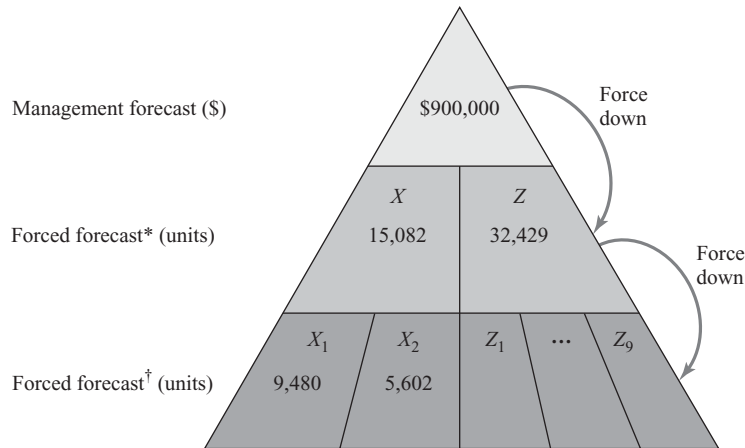 Management forecast ($)
$900,000
Force
down
X
Z
Forced forecast* (units)
15,082
32,429
Force
down
X1
X2
Z1
...
Z9
Forced forecast† (units)
9,480
5,602